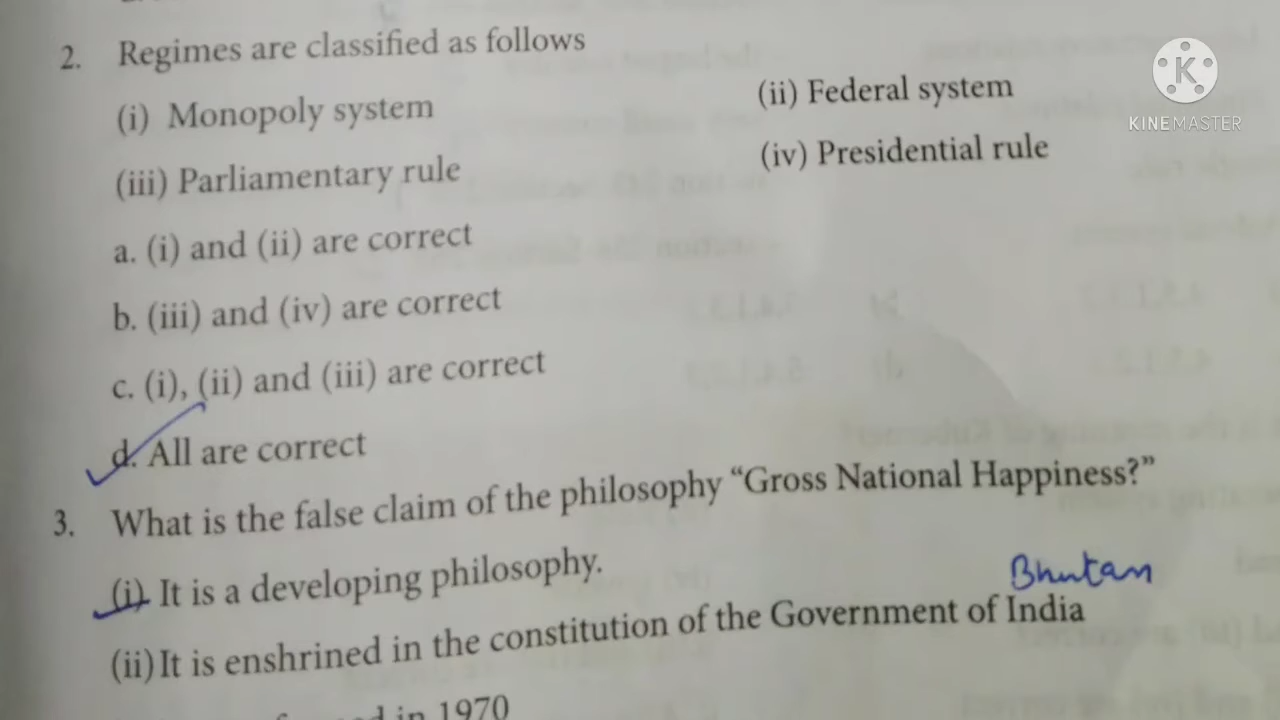 2. Regimes are classified as follows
(i) Monopoly system (ii) Federal system
(iii) Parliamentary rule (iv) Presidential rule
a. (i) and (ii) are correct
b. (iii) and (iv) are correct
c. (i), (ii) and (iii) are correct
d. All are correct
3. What is the false claim of the philosophy “Gross National Happiness?”
(i) It is a developing philosophy.
Bhutan
(ii) It is enshrined in the constitution of the Government of India
in 1970
K
KINEMASTER